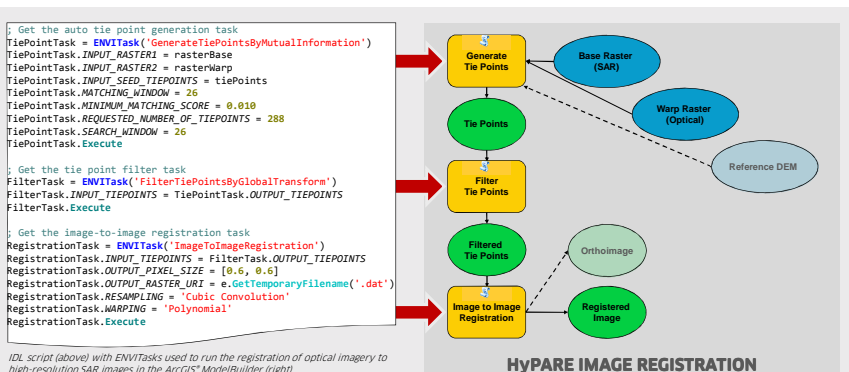 ; Get the auto tie point generation task
TiePointTask = ENVITask('GenerateTiePointsByMutualInformation')
TiePointTask.INPUT_RASTER1 = rasterBase
TiePointTask.INPUT_RASTER2 = rasterWarp
TiePointTask.INPUT_SEED_TIEPOINTS = tiePoints
TiePointTask.MATCHING_WINDOW = 26
TiePointTask.MINIMUM_MATCHING_SCORE = 0.010
TiePointTask.REQUESTED_NUMBER_OF_TIEPOINTS = 288
TiePointTask.SEARCH_WINDOW = 26
TiePointTask.Execute
; Get the tie point filter task
FilterTask = ENVITask('FilterTiePointsByGlobalTransform')
FilterTask.INPUT_TIEPOINTS = TiePointTask.OUTPUT_TIEPOINTS
FilterTask.Execute
; Get the image-to-image registration task
RegistrationTask = ENVITask('ImageToImageRegistration')
RegistrationTask.INPUT_TIEPOINTS = FilterTask.OUTPUT_TIEPOINTS
RegistrationTask.OUTPUT_PIXEL_SIZE = [0.6, 0.6]
RegistrationTask.OUTPUT_RASTER_URI = e.GetTemporaryFilename('.dat')
RegistrationTask.RESAMPLING = 'Cubic Convolution'
RegistrationTask.WARPING = 'Polynomial'
RegistrationTask.Execute
IDL script (above) with ENVITasks used to run the registration of optical imagery to
high-resolution SAR images in the ArcGIS® ModelBuilder (right)
Generate
Tie Points
Base Raster
(SAR)
Warp Raster
(Optical)
Tie Points
Reference DEM
Filter
Tie Points
Filtered
Tie Points
Orthoimage
Image to Image
Registration
Registered
Image
HyPARE IMAGE REGISTRATION